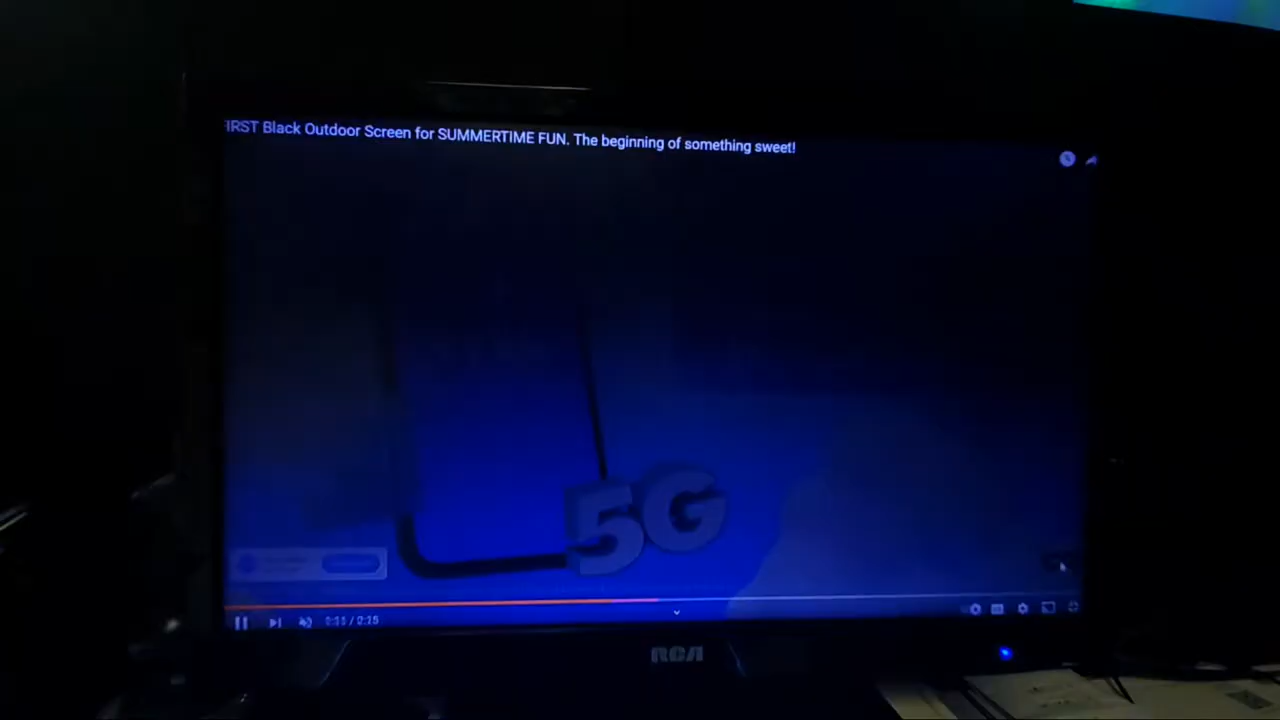 IRST Black Outdoor Screen for SUMMERTIME FUN. The beginning of something sweet!
5G
RCA